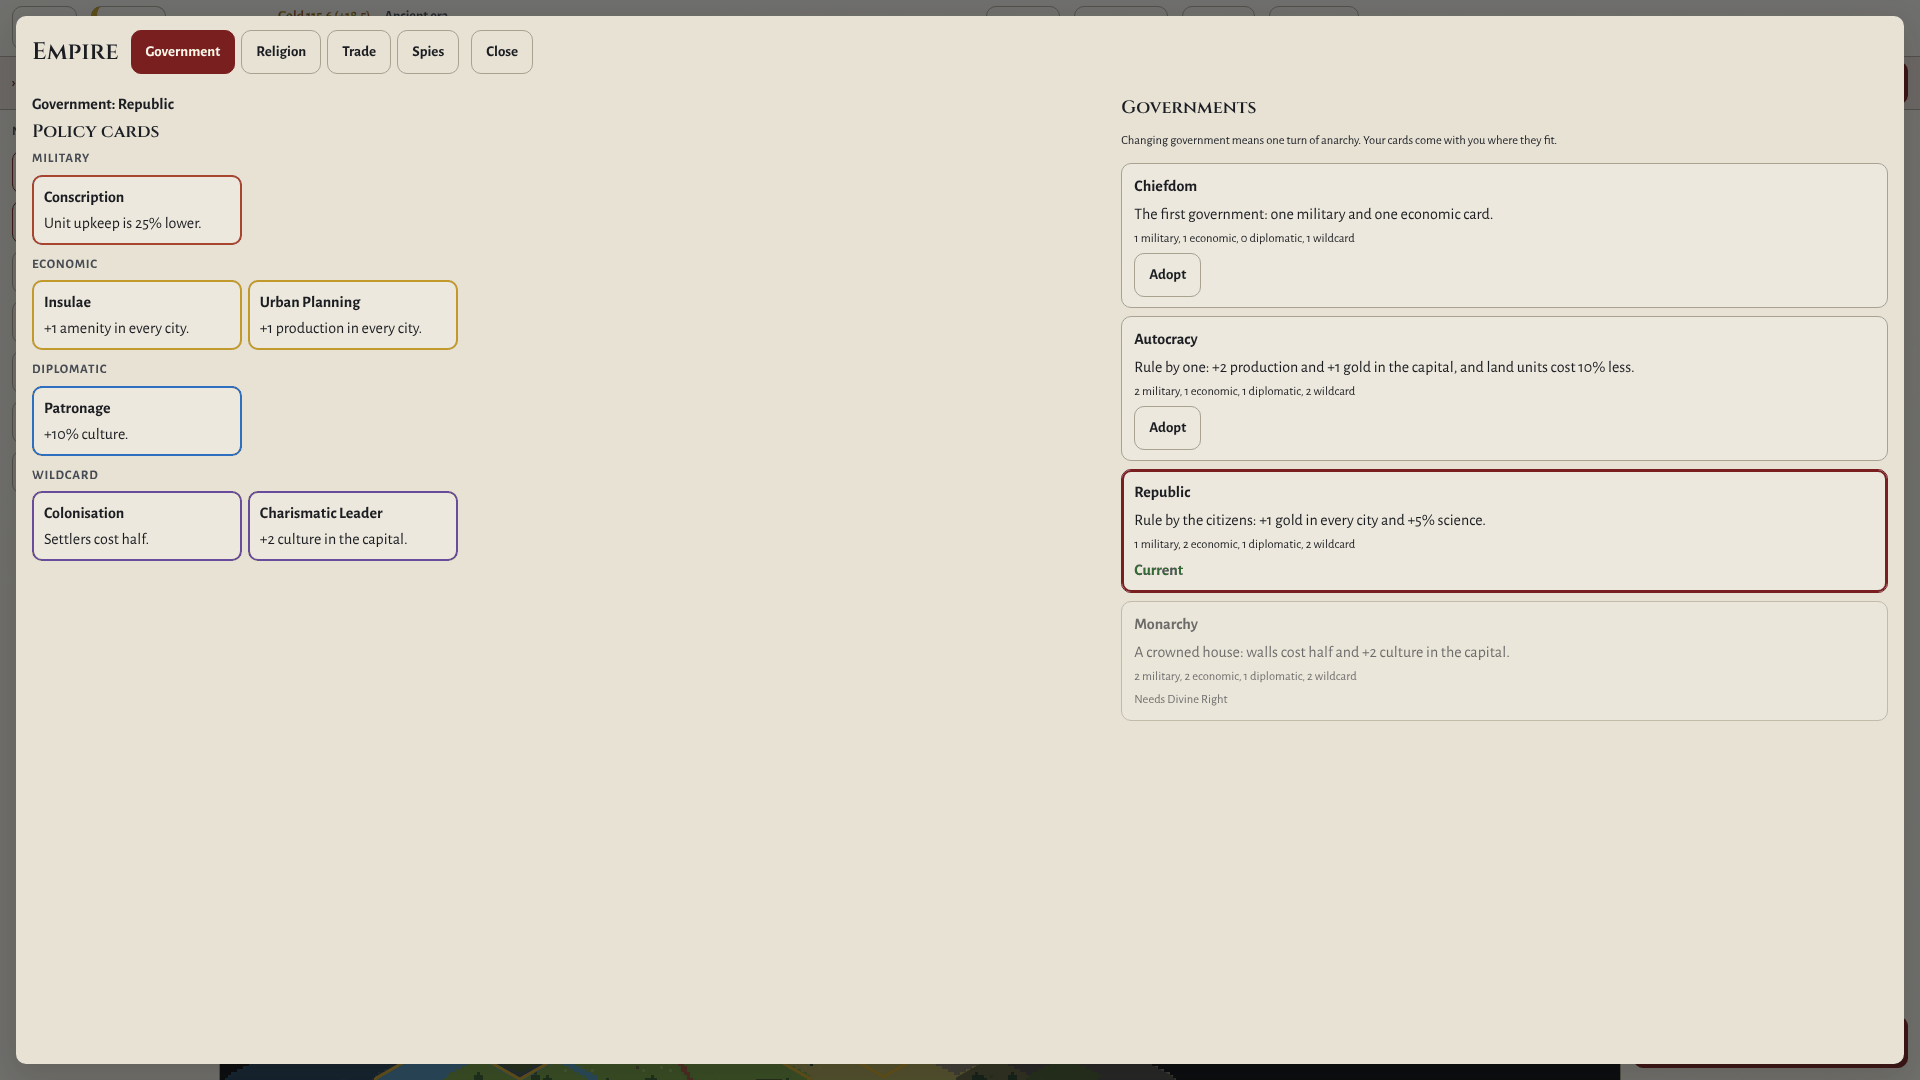 Empire
Government
Religion
Trade
Spies
Close
Government: Republic
Policy cards
MILITARY
Conscription
Unit upkeep is 25% lower.
ECONOMIC
Insulae
+1 amenity in every city.
Urban Planning
+1 production in every city.
DIPLOMATIC
Patronage
+10% culture.
WILDCARD
Colonisation
Settlers cost half.
Charismatic Leader
+2 culture in the capital.
Governments
Changing government means one turn of anarchy. Your cards come with you where they fit.
Chiefdom
The first government: one military and one economic card.
1 military, 1 economic, 0 diplomatic, 1 wildcard
Adopt
Autocracy
Rule by one: +2 production and +1 gold in the capital, and land units cost 10% less.
2 military, 1 economic, 1 diplomatic, 2 wildcard
Adopt
Republic
Rule by the citizens: +1 gold in every city and +5% science.
1 military, 2 economic, 1 diplomatic, 2 wildcard
Current
Monarchy
A crowned house: walls cost half and +2 culture in the capital.
2 military, 2 economic, 1 diplomatic, 2 wildcard
Needs Divine Right